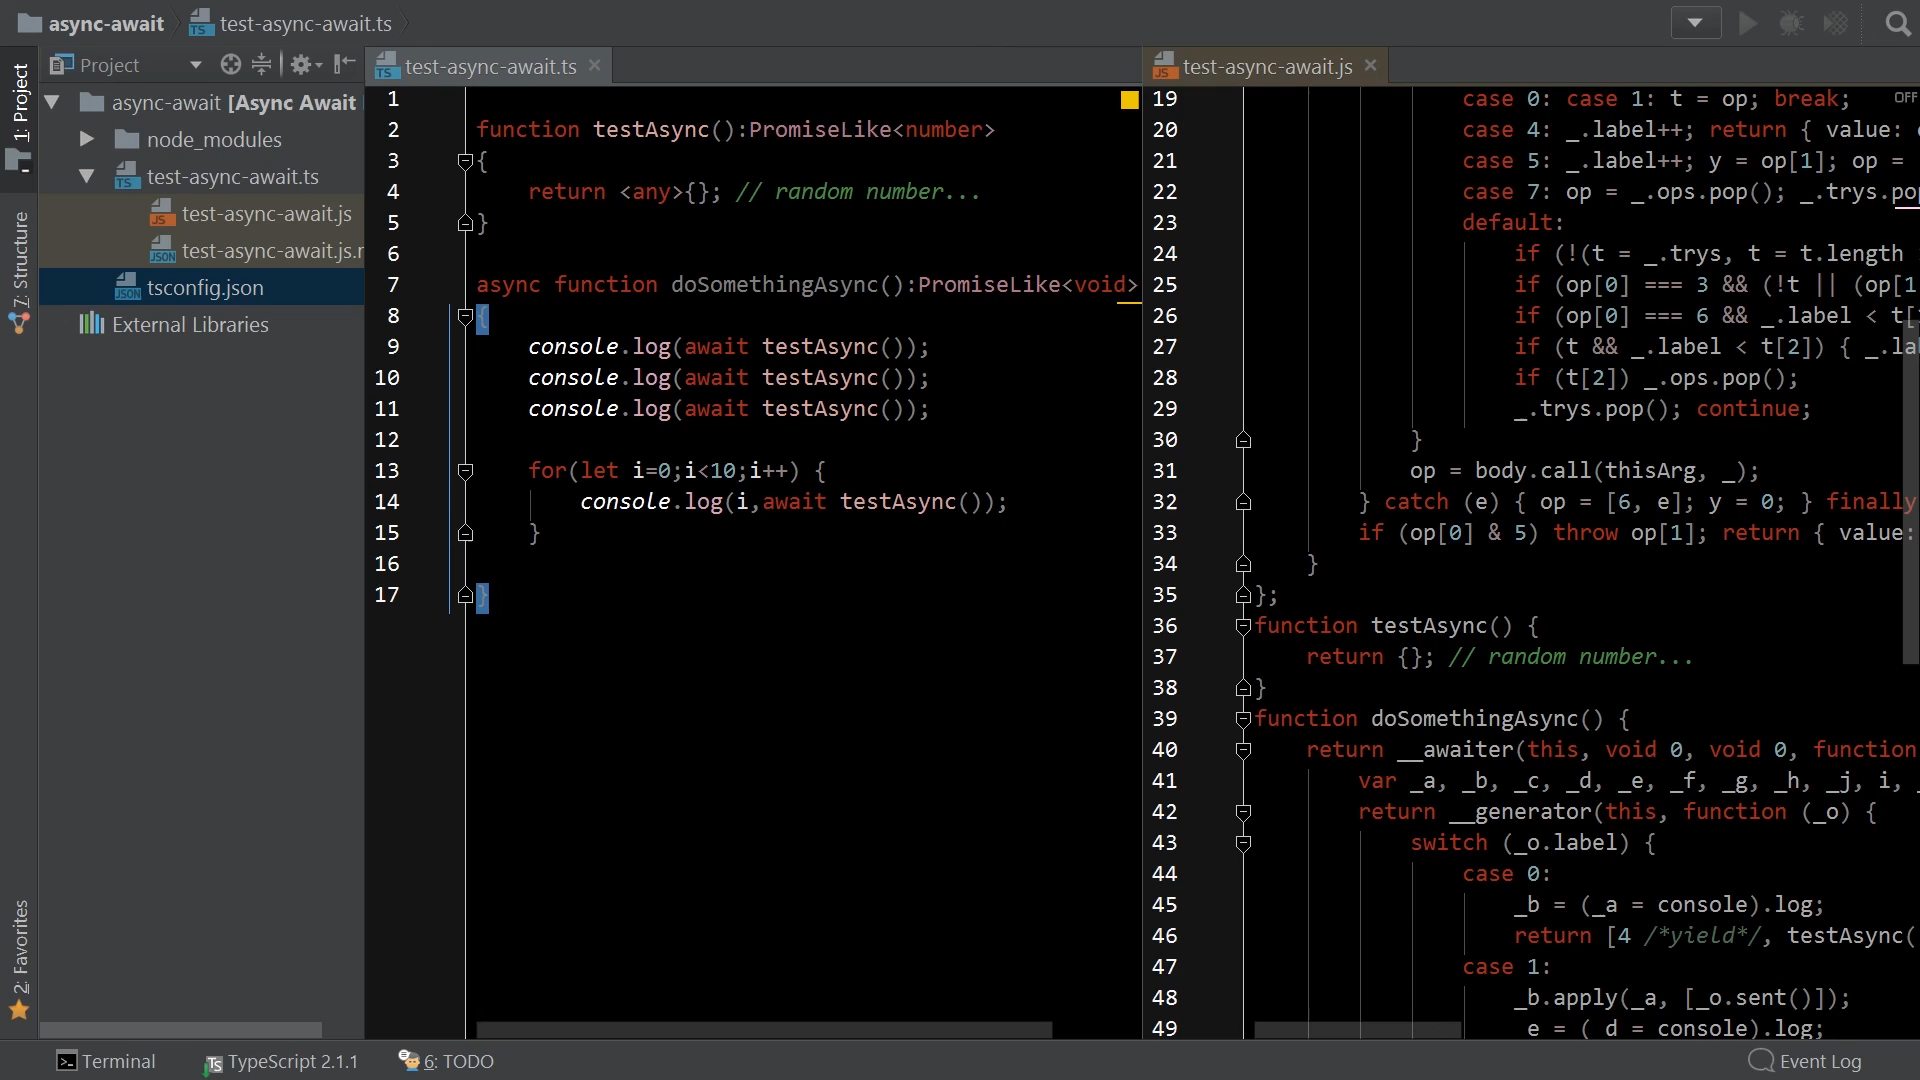 async-await
test-async-await.ts
1: Project
7: Structure
2: Favorites
Project
async-await [Async Await
node_modules
test-async-await.ts
test-async-await.js
test-async-await.js.
tsconfig.json
External Libraries
test-async-await.ts
1
2 function testAsync():PromiseLike<number>
3 {
4 return <any>{}; // random number...
5 }
6
7 async function doSomethingAsync():PromiseLike<void>
8 {
9 console.log(await testAsync());
10 console.log(await testAsync());
11 console.log(await testAsync());
12
13 for(let i=0;i<10;i++) {
14 console.log(i,await testAsync());
15 }
16
17 }
test-async-await.js
OFF
19 case 0: case 1: t = op; break;
20 case 4: _.label++; return { value:
21 case 5: _.label++; y = op[1]; op =
22 case 7: op = _.ops.pop(); _.trys.pop
23 default:
24 if (!(t = _.trys, t = t.length
25 if (op[0] === 3 && (!t || (op[1
26 if (op[0] === 6 && _.label < t[
27 if (t && _.label < t[2]) { _.la
28 if (t[2]) _.ops.pop();
29 _.trys.pop(); continue;
30 }
31 op = body.call(thisArg, _);
32 } catch (e) { op = [6, e]; y = 0; } finally
33 if (op[0] & 5) throw op[1]; return { value:
34 }
35 };
36 function testAsync() {
37 return {}; // random number...
38 }
39 function doSomethingAsync() {
40 return __awaiter(this, void 0, void 0, function
41 var _a, _b, _c, _d, _e, _f, _g, _h, _j, i,
42 return __generator(this, function (_o) {
43 switch (_o.label) {
44 case 0:
45 _b = (_a = console).log;
46 return [4 /*yield*/, testAsync(
47 case 1:
48 _b.apply(_a, [_o.sent()]);
49 _e = (_d = console).log;
Terminal
TypeScript 2.1.1
6: TODO
Event Log